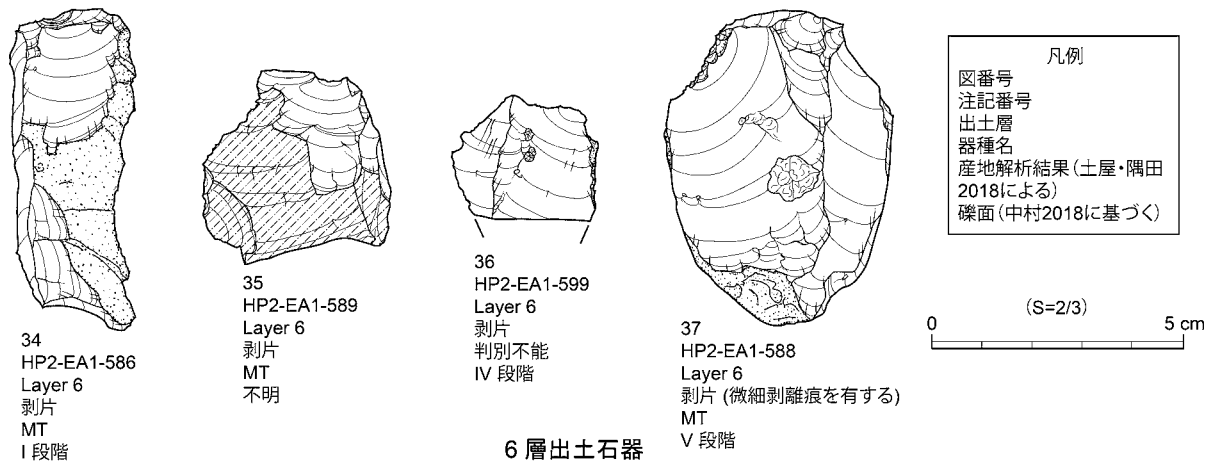 34
HP2-EA1-586
Layer 6
剥片
MT
I 段階
35
HP2-EA1-589
Layer 6
剥片
MT
不明
36
HP2-EA1-599
Layer 6
剥片
判別不能
IV 段階
37
HP2-EA1-588
Layer 6
剥片 (微細剥離痕を有する)
MT
V 段階
凡例
図番号
注記番号
出土層
器種名
産地解析結果(土屋・隅田
2018による)
礫面(中村2018に基づく)
(S=2/3)
0 5 cm
6 層出土石器